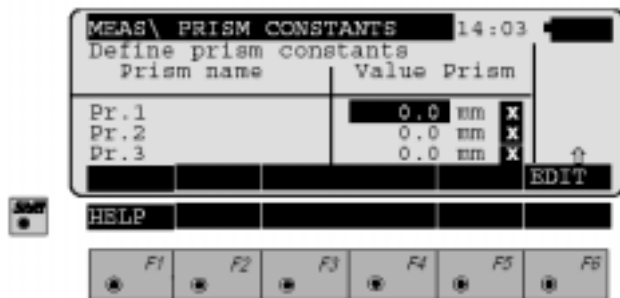 MEAS\ PRISM CONSTANTS 14:03
Define prism constants
Prism name Value Prism
Pr.1 0.0 mm x
Pr.2 0.0 mm x
Pr.3 0.0 mm x
EDIT
HELP
F1 F2 F3 F4 F5 F6